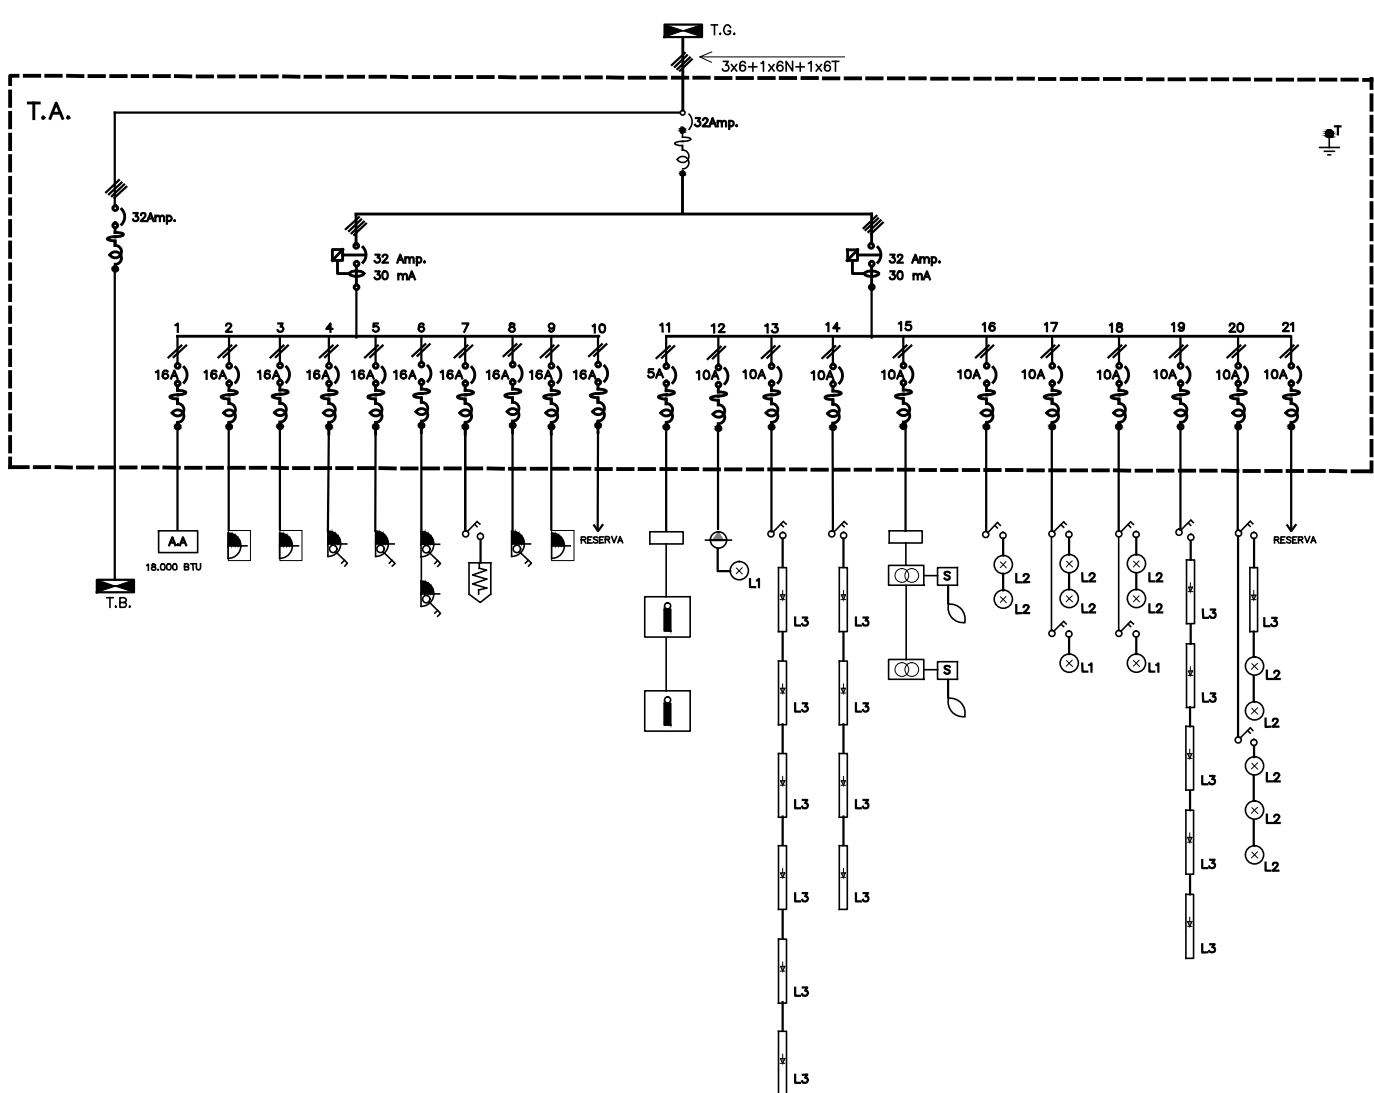 T.G.
3x6+1x6N+1x6T
T.A.
32Amp.
T
32Amp.
32 Amp.
30 mA
32 Amp.
30 mA
1 2 3 4 5 6 7 8 9 10 11 12 13 14 15 16 17 18 19 20 21
16A 16A 16A 16A 16A 16A 16A 16A 16A 16A 5A 10A 10A 10A 10A 10A 10A 10A 10A 10A 10A
A.A
18.000 BTU
RESERVA
RESERVA
T.B.
L1
S
L2 L2 L2
L2 L2 L2
L3 L3 L3 L3
L1 L1
S
L2
L3 L3 L3
L2
L3 L3 L3
L2
L2
L3 L3 L3
L2
L3 L3
L3
L3
L3